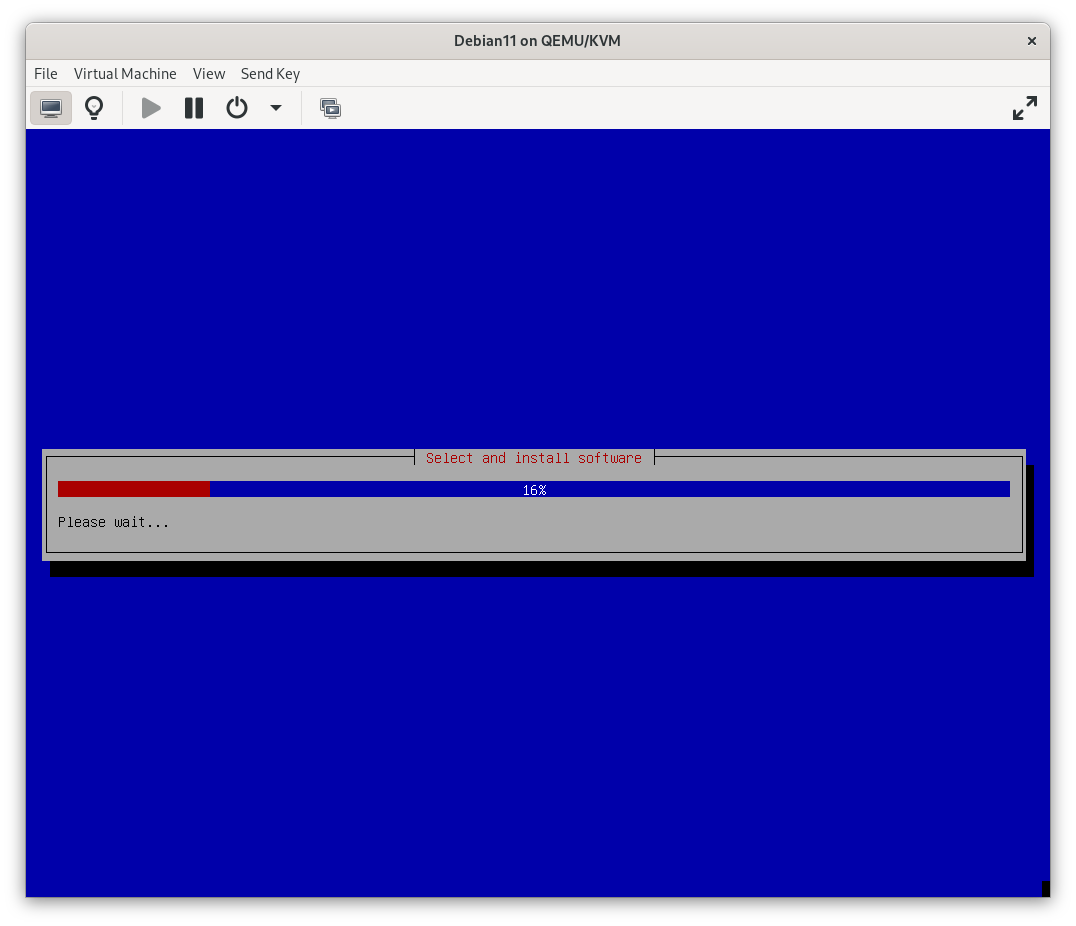 Debian11 on QEMU/KVM
File Virtual Machine View Send Key
Select and install software
16%
Please wait...